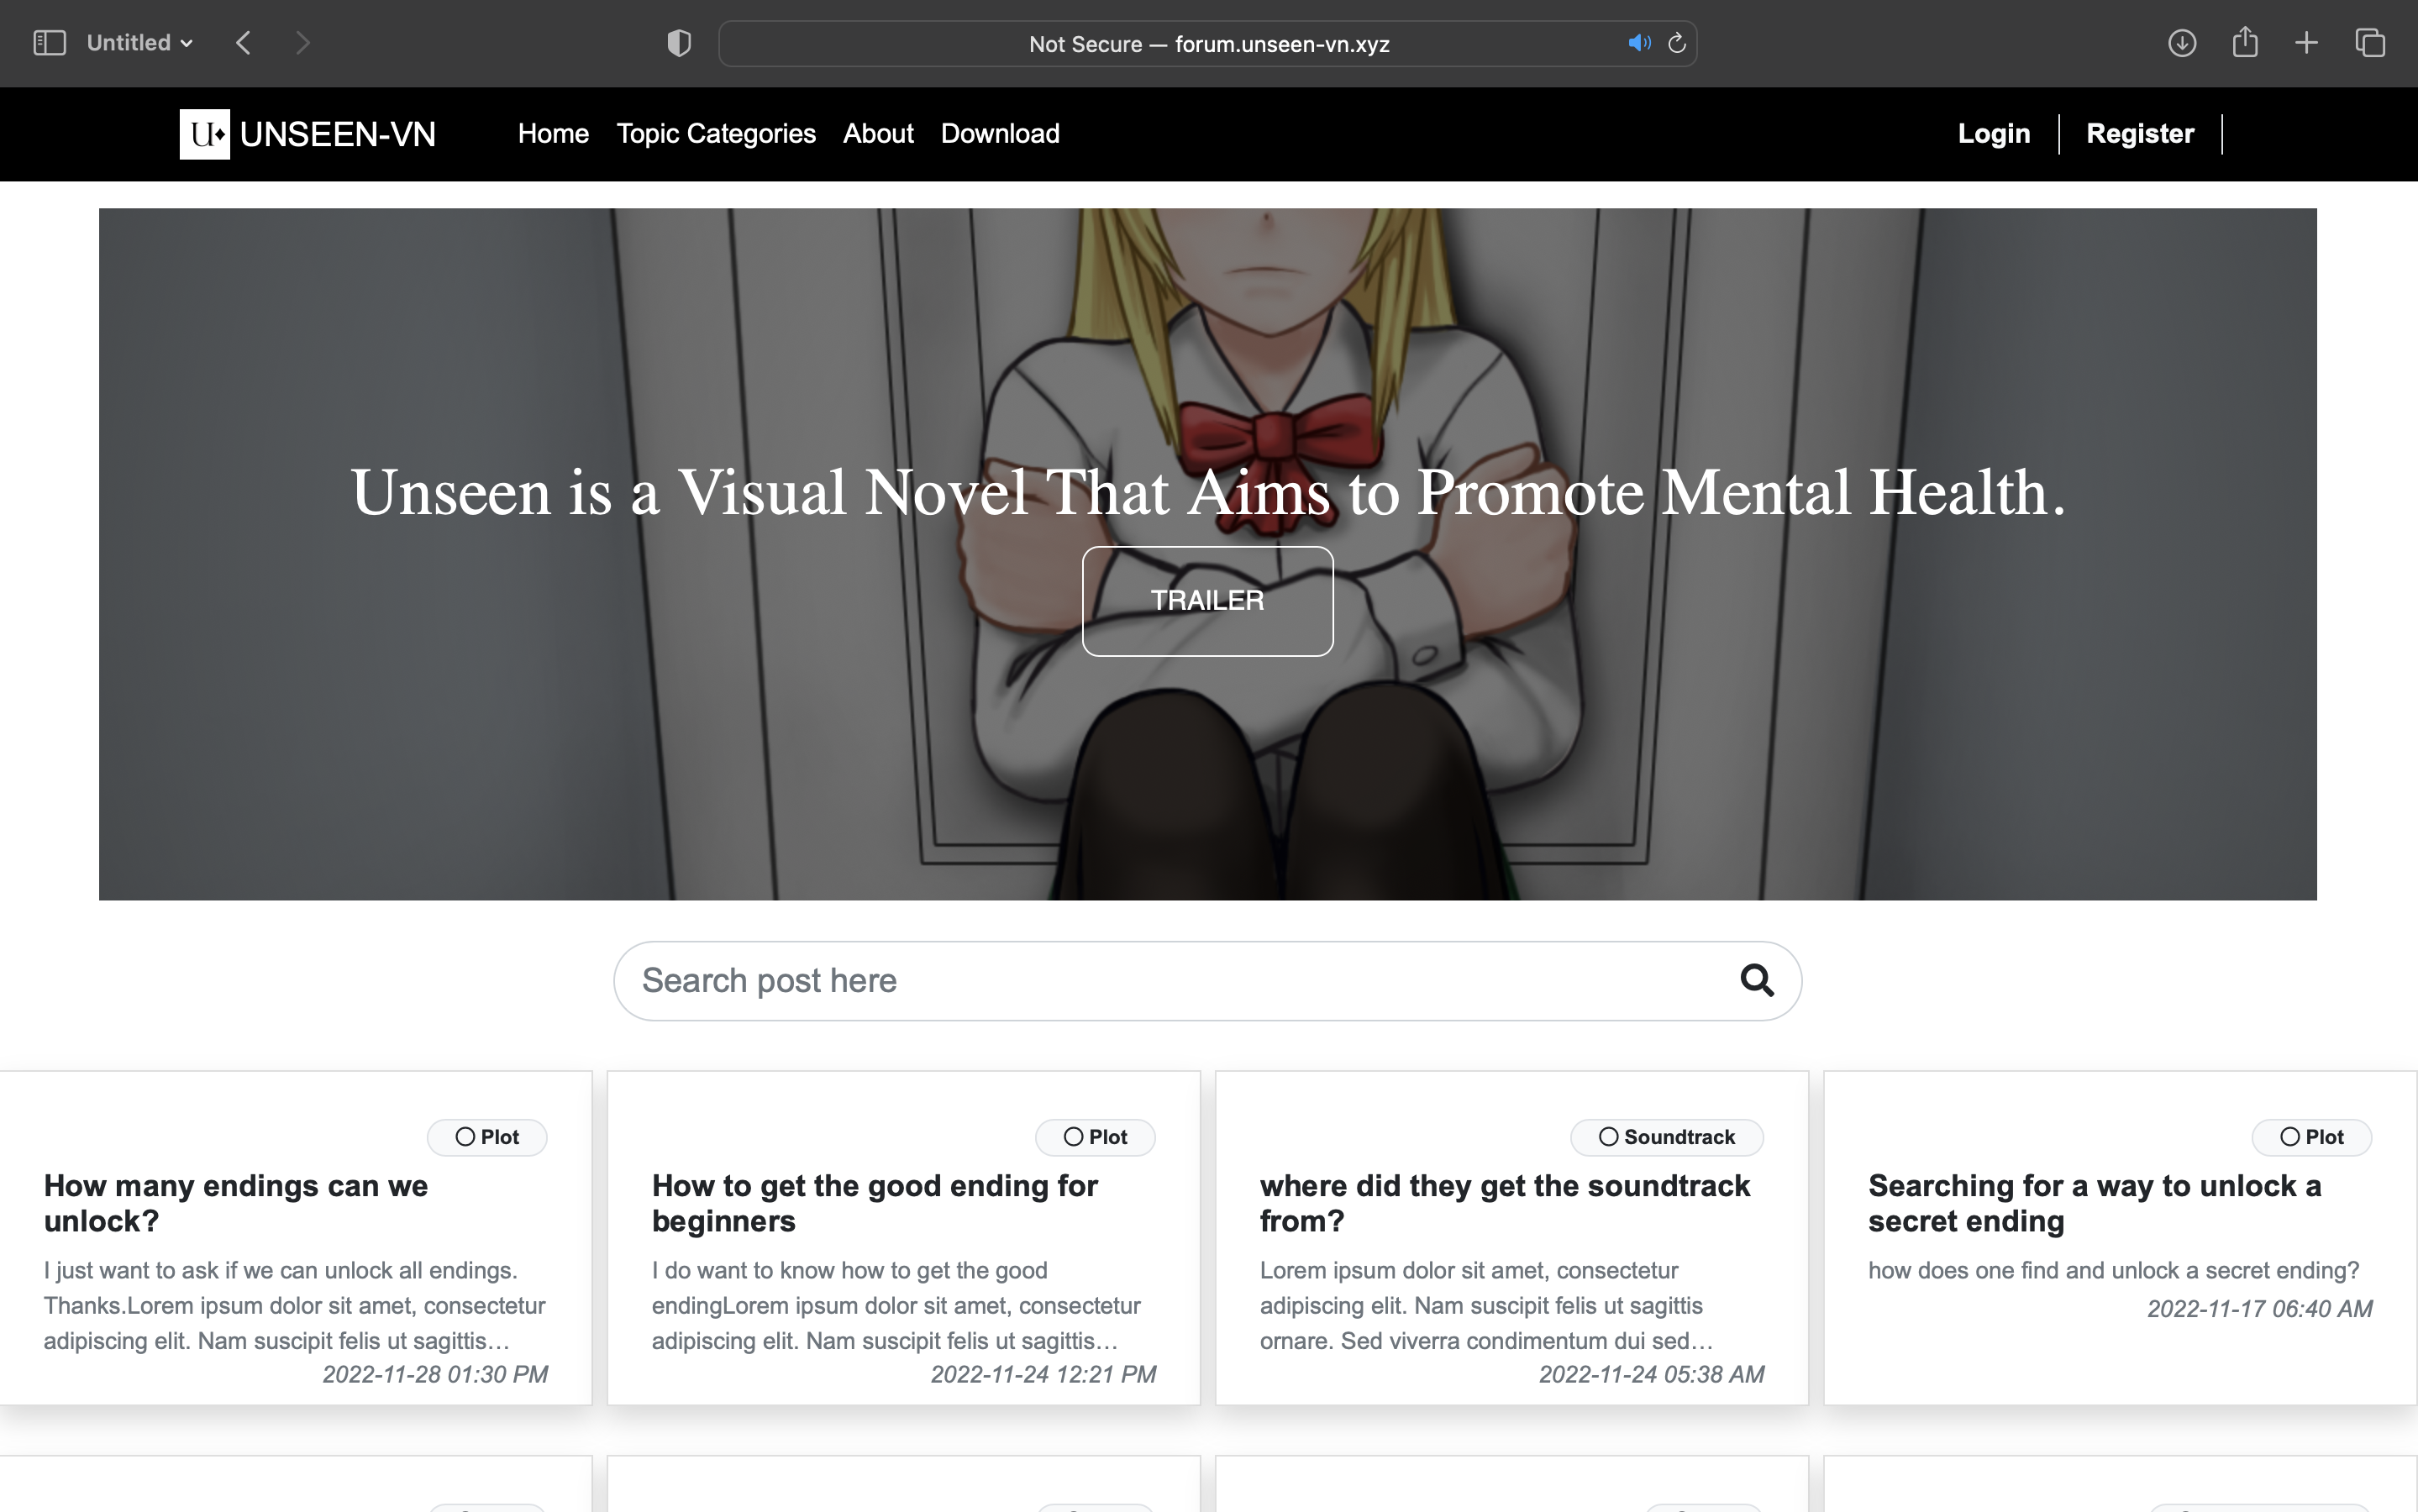 Untitled
Not Secure — forum.unseen-vn.xyz
U♦ UNSEEN-VN
Home Topic Categories About Download
Login Register
Unseen is a Visual Novel That Aims to Promote Mental Health.
TRAILER
Search post here
Plot
How many endings can we
unlock?
I just want to ask if we can unlock all endings.
Thanks.Lorem ipsum dolor sit amet, consectetur
adipiscing elit. Nam suscipit felis ut sagittis...
2022-11-28 01:30 PM
Plot
How to get the good ending for
beginners
I do want to know how to get the good
endingLorem ipsum dolor sit amet, consectetur
adipiscing elit. Nam suscipit felis ut sagittis...
2022-11-24 12:21 PM
Soundtrack
where did they get the soundtrack
from?
Lorem ipsum dolor sit amet, consectetur
adipiscing elit. Nam suscipit felis ut sagittis
ornare. Sed viverra condimentum dui sed...
2022-11-24 05:38 AM
Plot
Searching for a way to unlock a
secret ending
how does one find and unlock a secret ending?
2022-11-17 06:40 AM